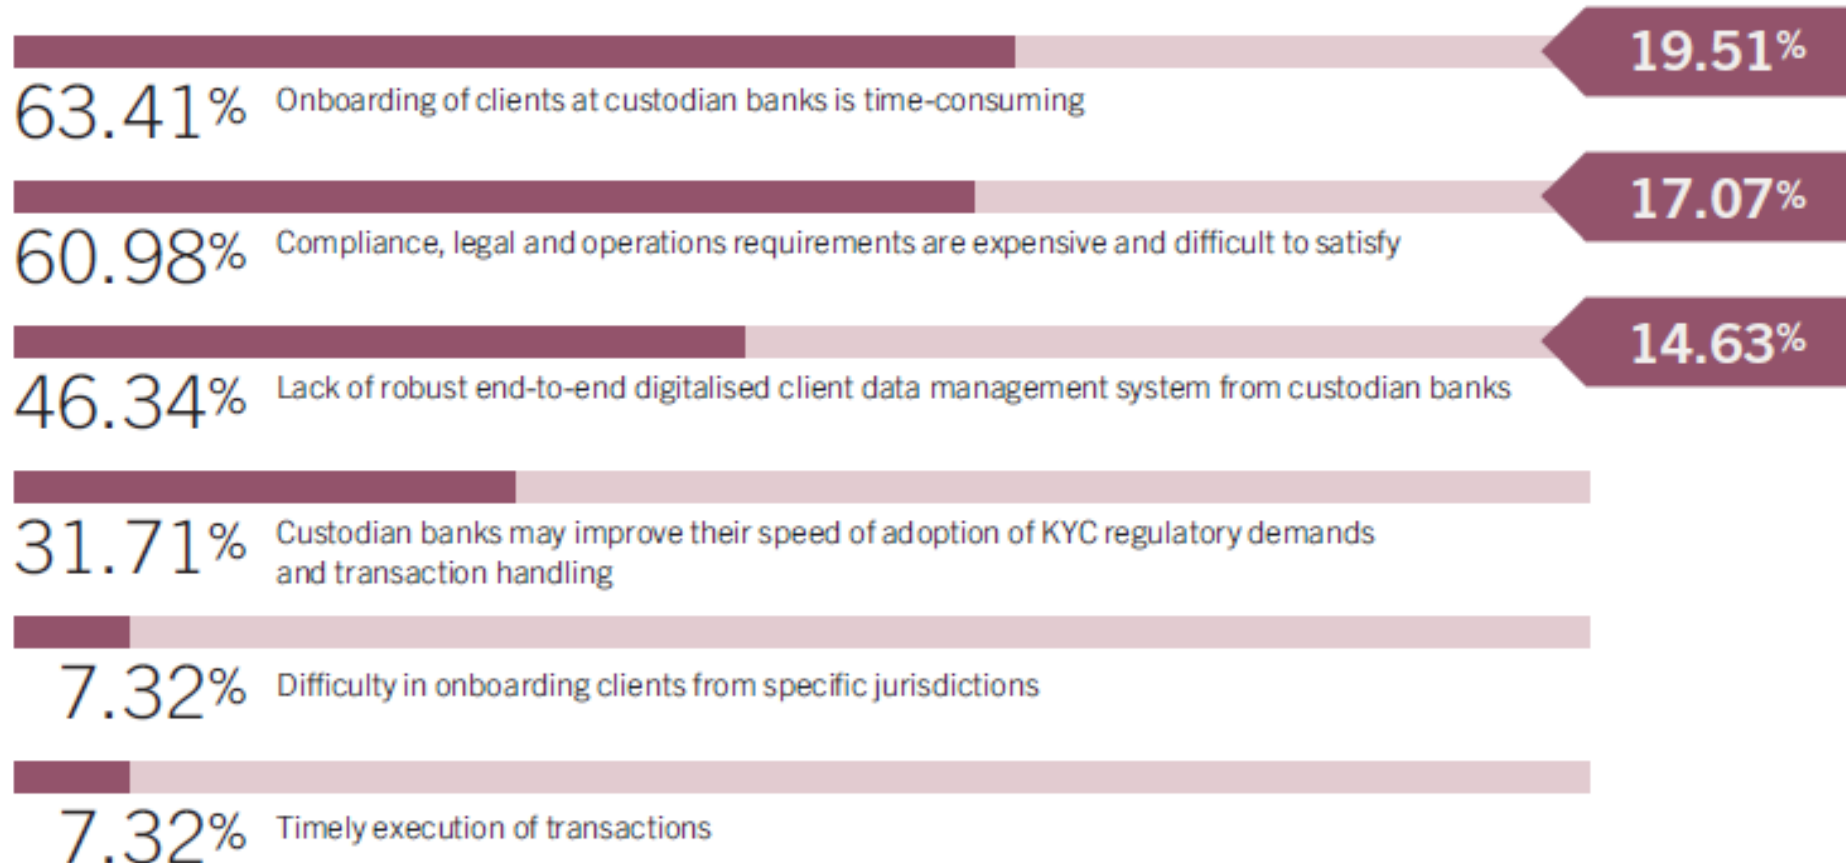 19.51%
63.41% Onboarding of clients at custodian banks is time-consuming
17.07%
60.98% Compliance, legal and operations requirements are expensive and difficult to satisfy
14.63%
46.34% Lack of robust end-to-end digitalised client data management system from custodian banks
31.71% Custodian banks may improve their speed of adoption of KYC regulatory demands
and transaction handling
7.32% Difficulty in onboarding clients from specific jurisdictions
7.32% Timely execution of transactions